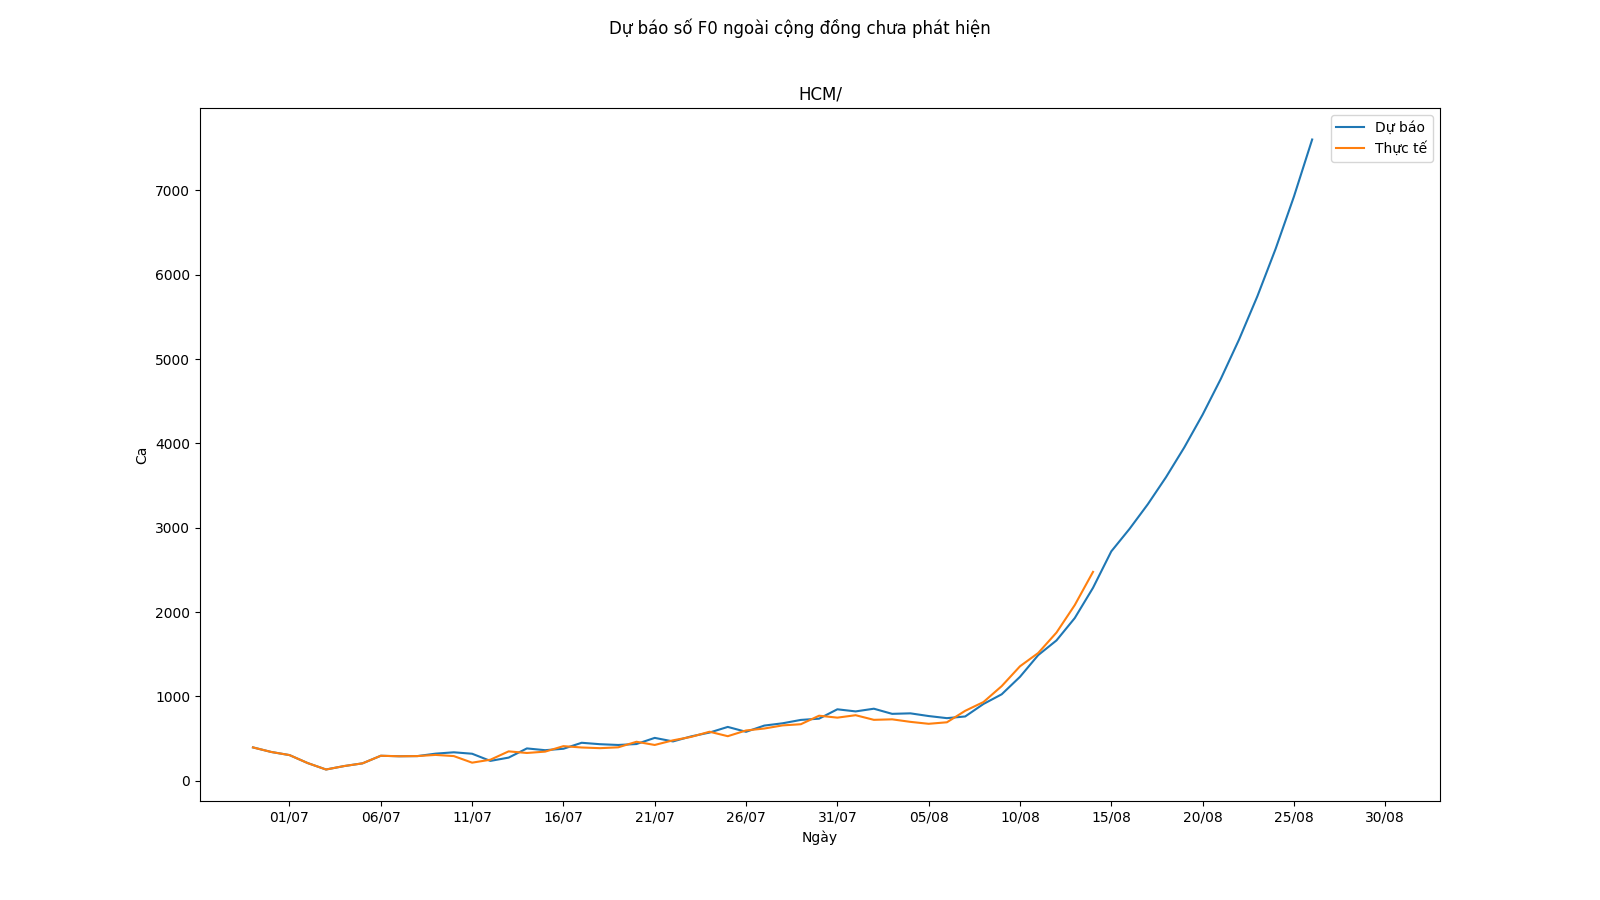 Dự báo số F0 ngoài cộng đồng chưa phát hiện
HCM/
Dự báo
Thực tế
Ca
7000
6000
5000
4000
3000
2000
1000
0
01/07 06/07 11/07 16/07 21/07 26/07 31/07 05/08 10/08 15/08 20/08 25/08 30/08
Ngày